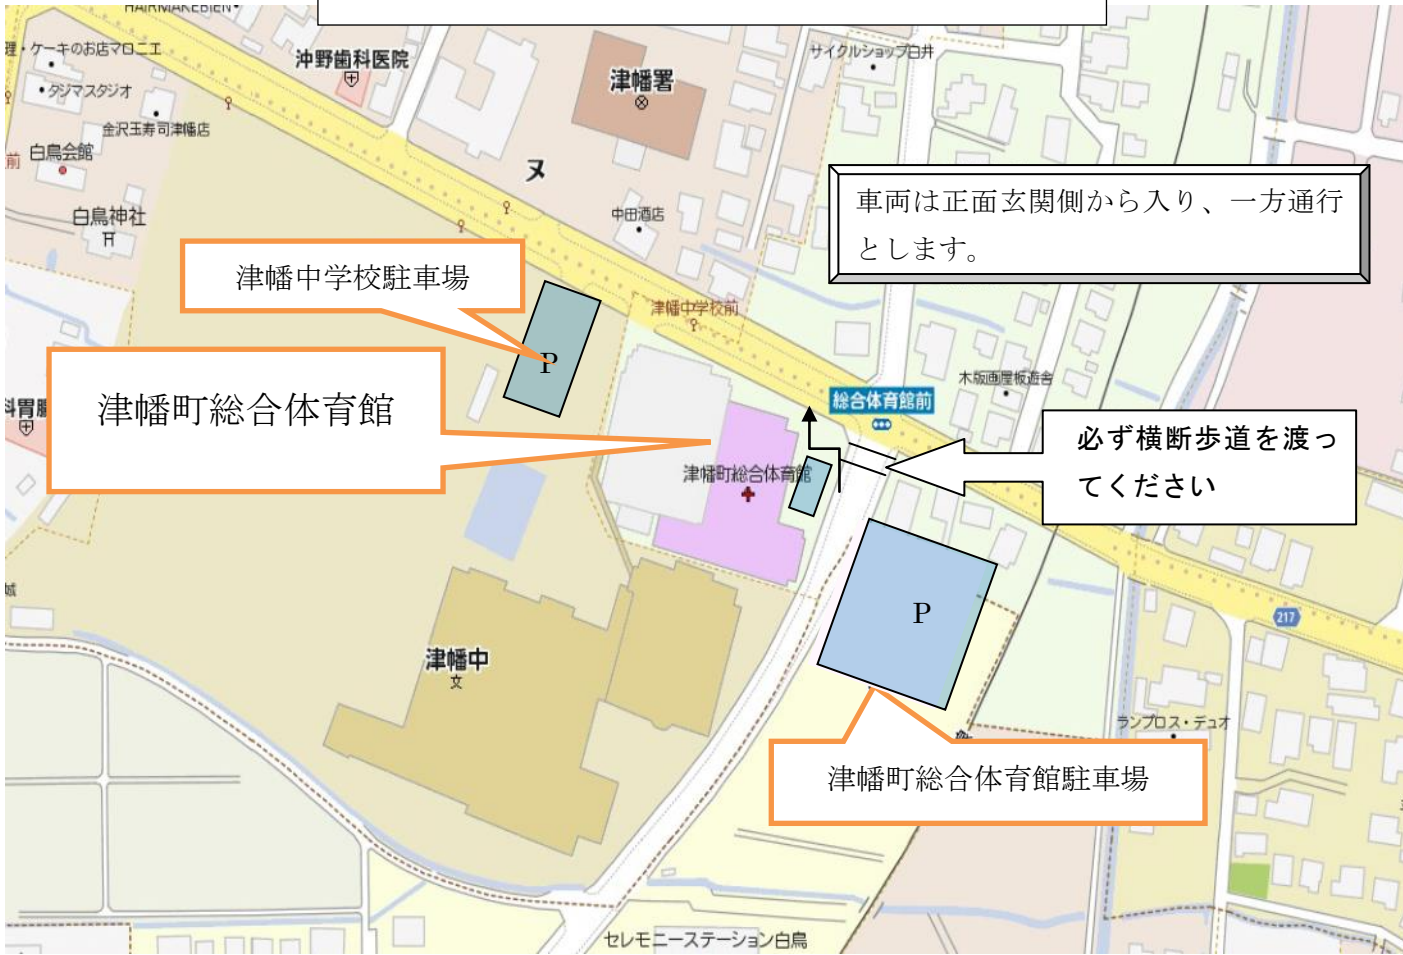 HAIRMAKEBIEN
理・ケーキのお店マロニエ
タジマスタジオ
金沢玉寿司津幡店
前
白鳥会館
白鳥神社
沖野歯科医院
津幡署
サイクルショップ白井
ヌ
中田酒店
車両は正面玄関側から入り、一方通行
とします。
津幡中学校駐車場
P
津幡中学校前
津幡町総合体育館
科胃腸
木版画屋板遊舎
総合体育館前
必ず横断歩道を渡っ
てください
津幡町総合体育館
城
P
217
津幡中
文
ランプロス・デュオ
津幡町総合体育館駐車場
セレモニーステーション白鳥